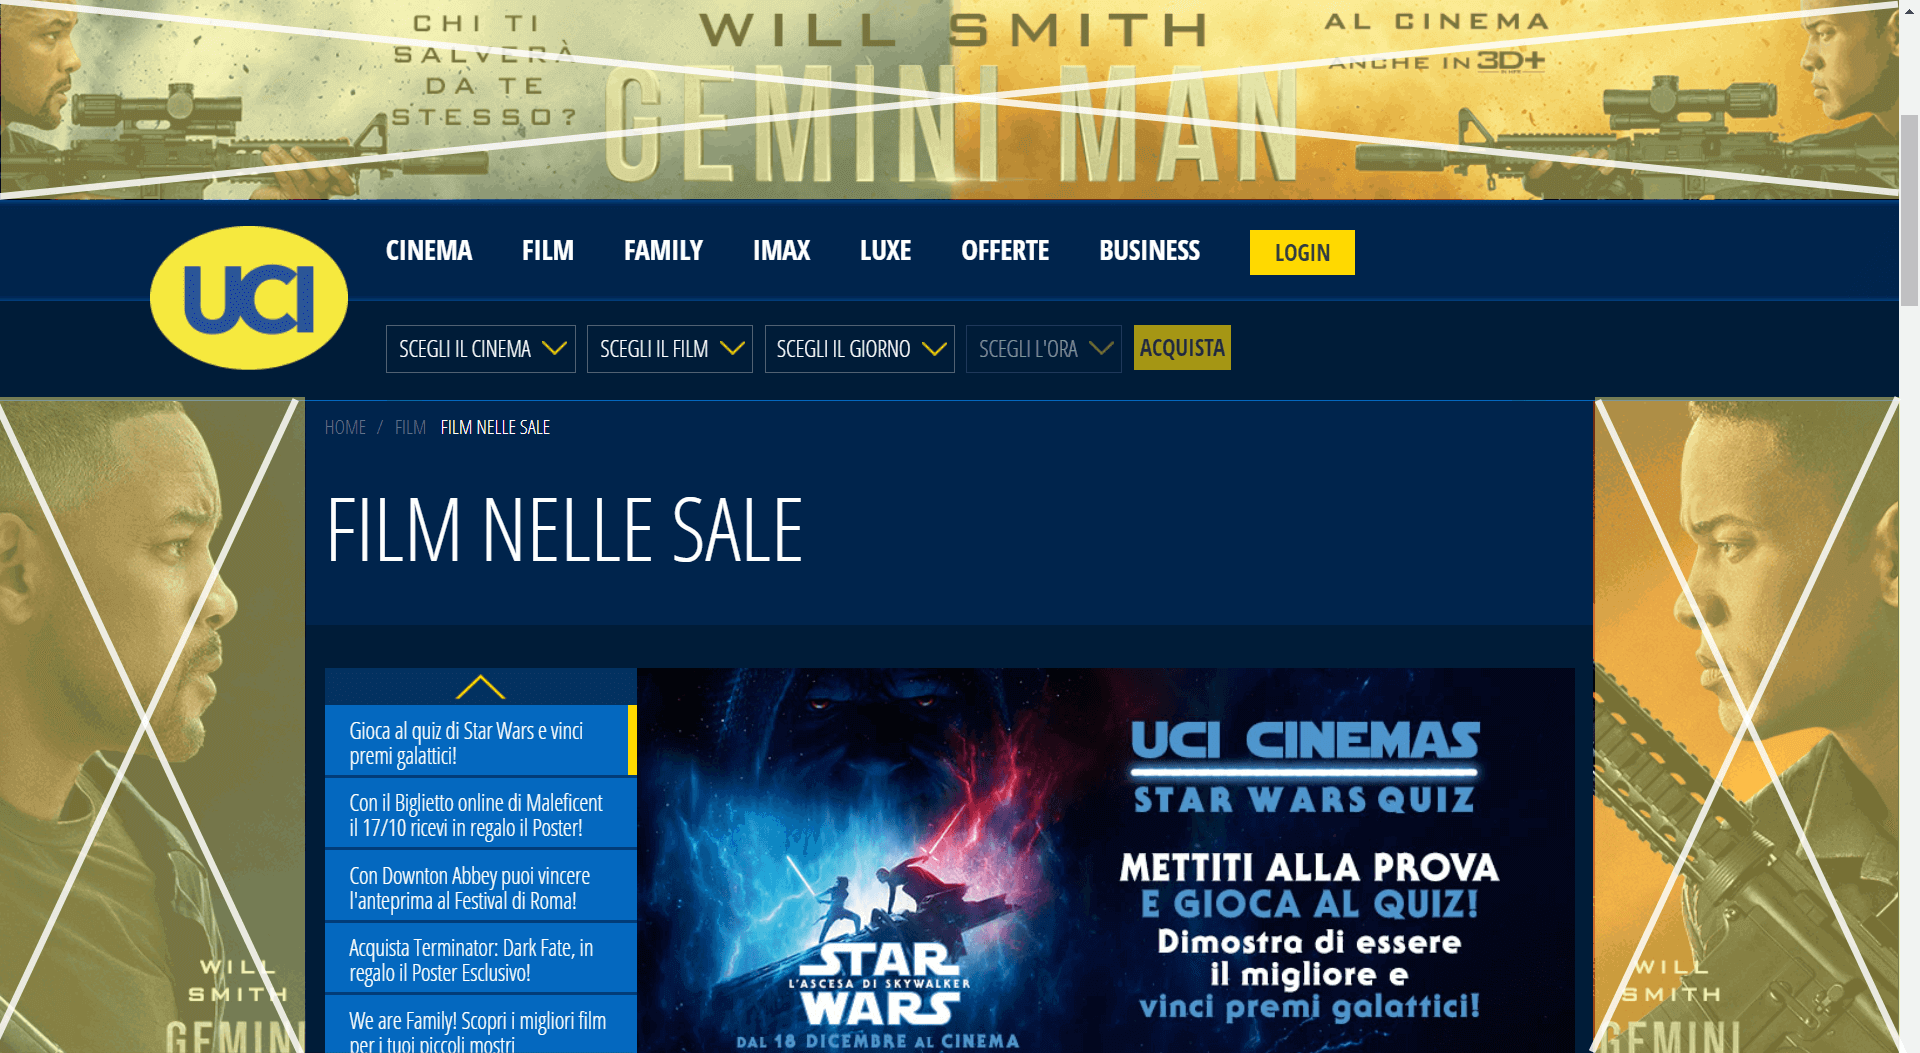 CHI TI
SALVERÀ
DA TE
STESSO?
WILL SMITH
GEMINI MAN
AL CINEMA
ANCHE IN 3D+
IN HFR
UCI
CINEMA
FILM
FAMILY
IMAX
LUXE
OFFERTE
BUSINESS
LOGIN
SCEGLI IL CINEMA
SCEGLI IL FILM
SCEGLI IL GIORNO
SCEGLI L'ORA
ACQUISTA
HOME / FILM FILM NELLE SALE
FILM NELLE SALE
Gioca al quiz di Star Wars e vinci
premi galattici!
Con il Biglietto online di Maleficent
il 17/10 ricevi in regalo il Poster!
Con Downton Abbey puoi vincere
l'anteprima al Festival di Roma!
Acquista Terminator: Dark Fate, in
regalo il Poster Esclusivo!
We are Family! Scopri i migliori film
per i tuoi piccoli mostri
STAR
L'ASCESA DI SKYWALKER
WARS
DAL 18 DICEMBRE AL CINEMA
UCI CINEMAS
STAR WARS QUIZ
METTITI ALLA PROVA
E GIOCA AL QUIZ!
Dimostra di essere
il migliore e
vinci premi galattici!
WILL
SMITH
GEMINI
WILL
SMITH
GEMINI